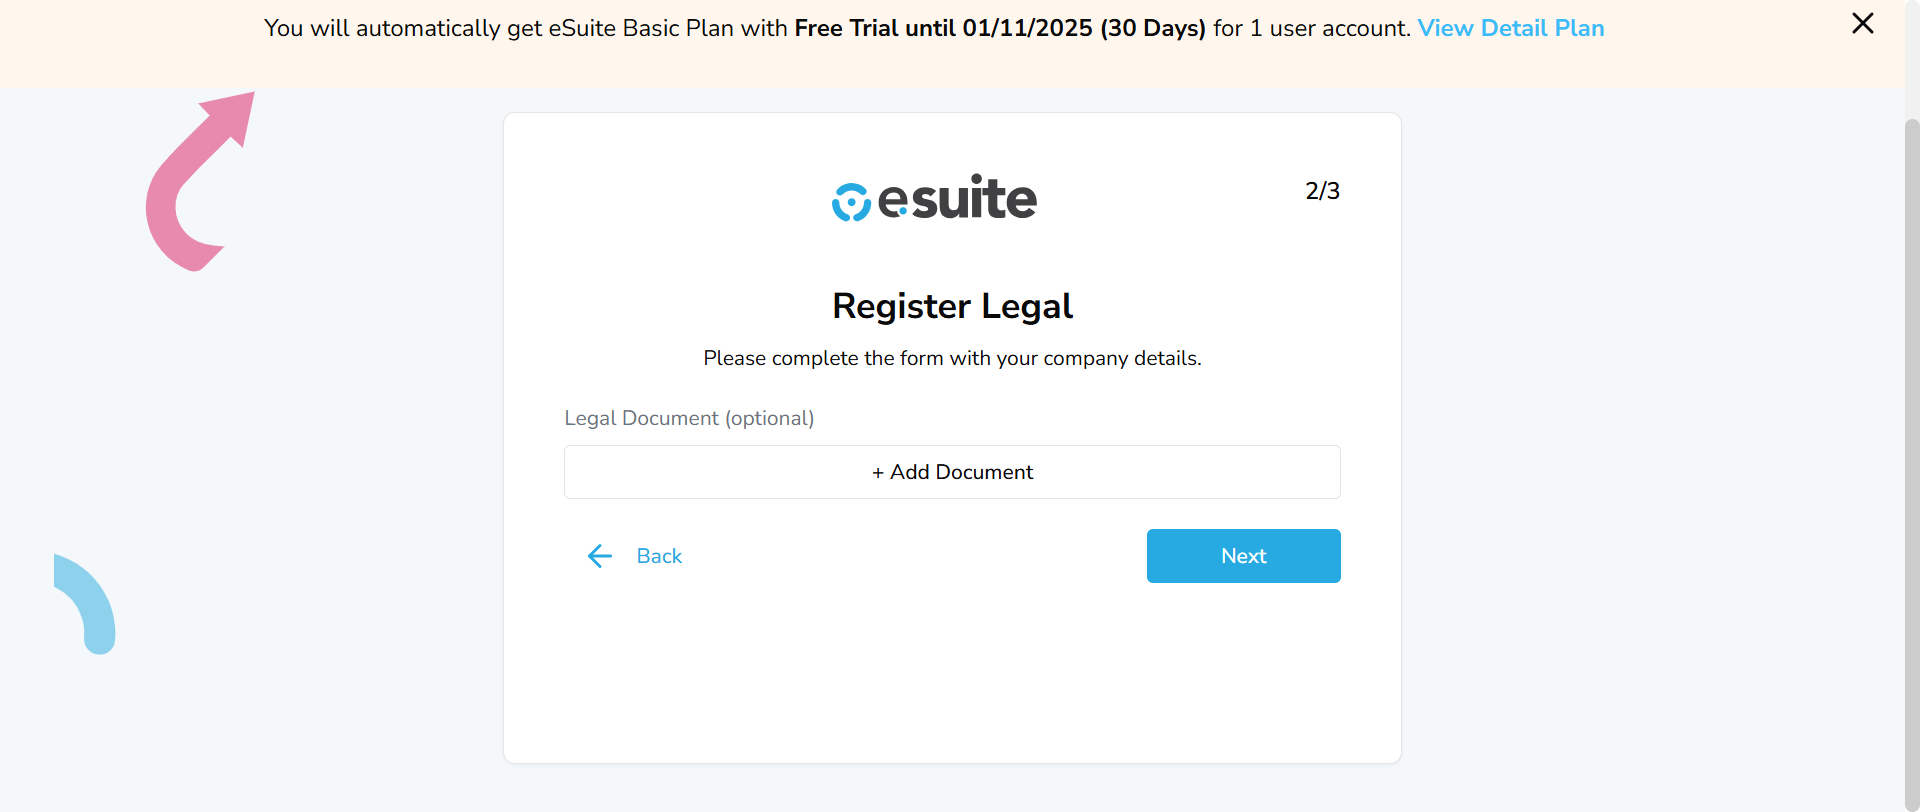 You will automatically get eSuite Basic Plan with Free Trial until 01/11/2025 (30 Days) for 1 user account. View Detail Plan
esuite
2/3
Register Legal
Please complete the form with your company details.
Legal Document (optional)
+ Add Document
Back
Next